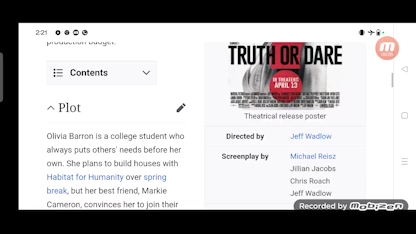 2:21
production budget.
Contents
Plot
Olivia Barron is a college student who
always puts others' needs before her
own. She plans to build houses with
Habitat for Humanity over spring
break, but her best friend, Markie
Cameron, convinces her to join their
TRUTH OR DARE
IN THEATERS
APRIL 13
Theatrical release poster
Directed by Jeff Wadlow
Screenplay by Michael Reisz
Jillian Jacobs
Chris Roach
Jeff Wadlow
Recorded by Mobizen